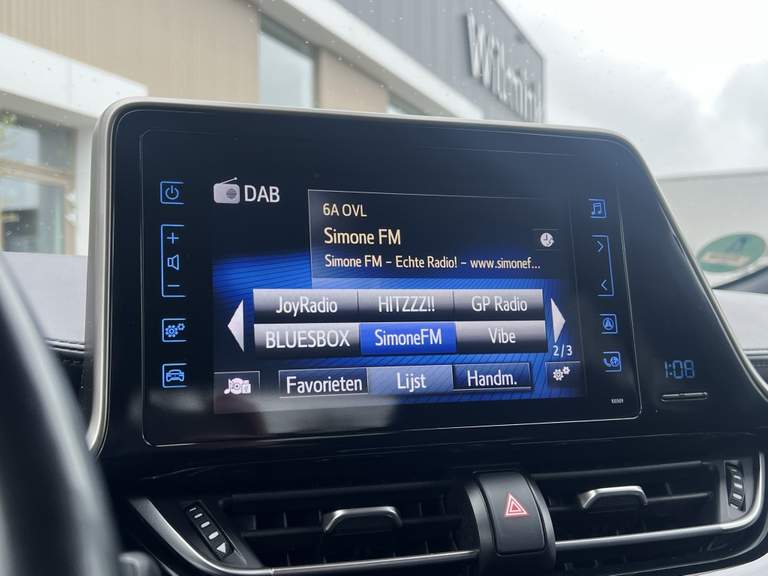 DAB
6A OVL
Simone FM
Simone FM - Echte Radio! - www.simonef...
JoyRadio HITZZZ!! GP Radio
BLUESBOX SimoneFM Vibe
2/3
Favorieten Lijst Handm.
1:08